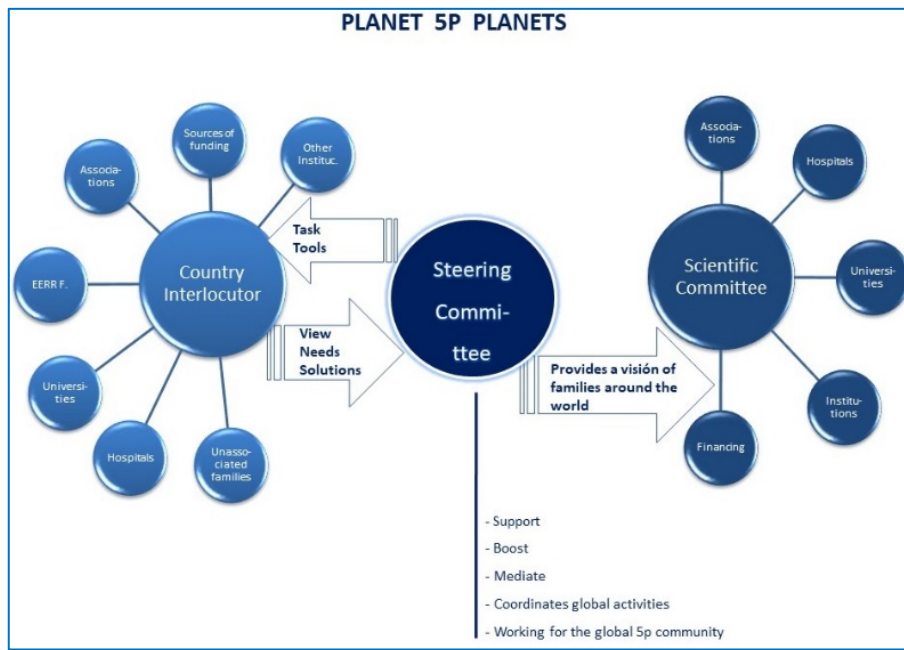 PLANET 5P PLANETS
Sources of
funding
Other
Instituc.
Associa-
tions
EERR F.
Universi-
ties
Hospitals
Unasso-
ciated
families
Country
Interlocutor
Task
Tools
View
Needs
Solutions
Steering
Commi-
ttee
Provides a visión of
families around the
world
Associa-
tions
Hospitals
Universi-
ties
Institu-
tions
Financing
Scientific
Committee
- Support
- Boost
- Mediate
- Coordinates global activities
- Working for the global 5p community